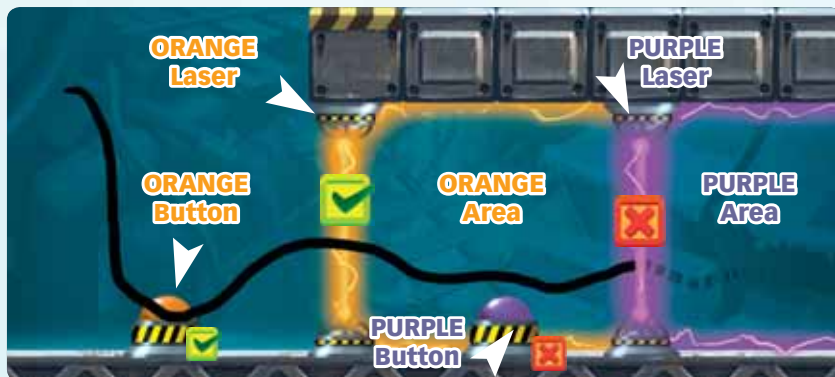 ORANGE
Laser
PURPLE
Laser
ORANGE
Button
ORANGE
Area
PURPLE
Area
PURPLE
Button